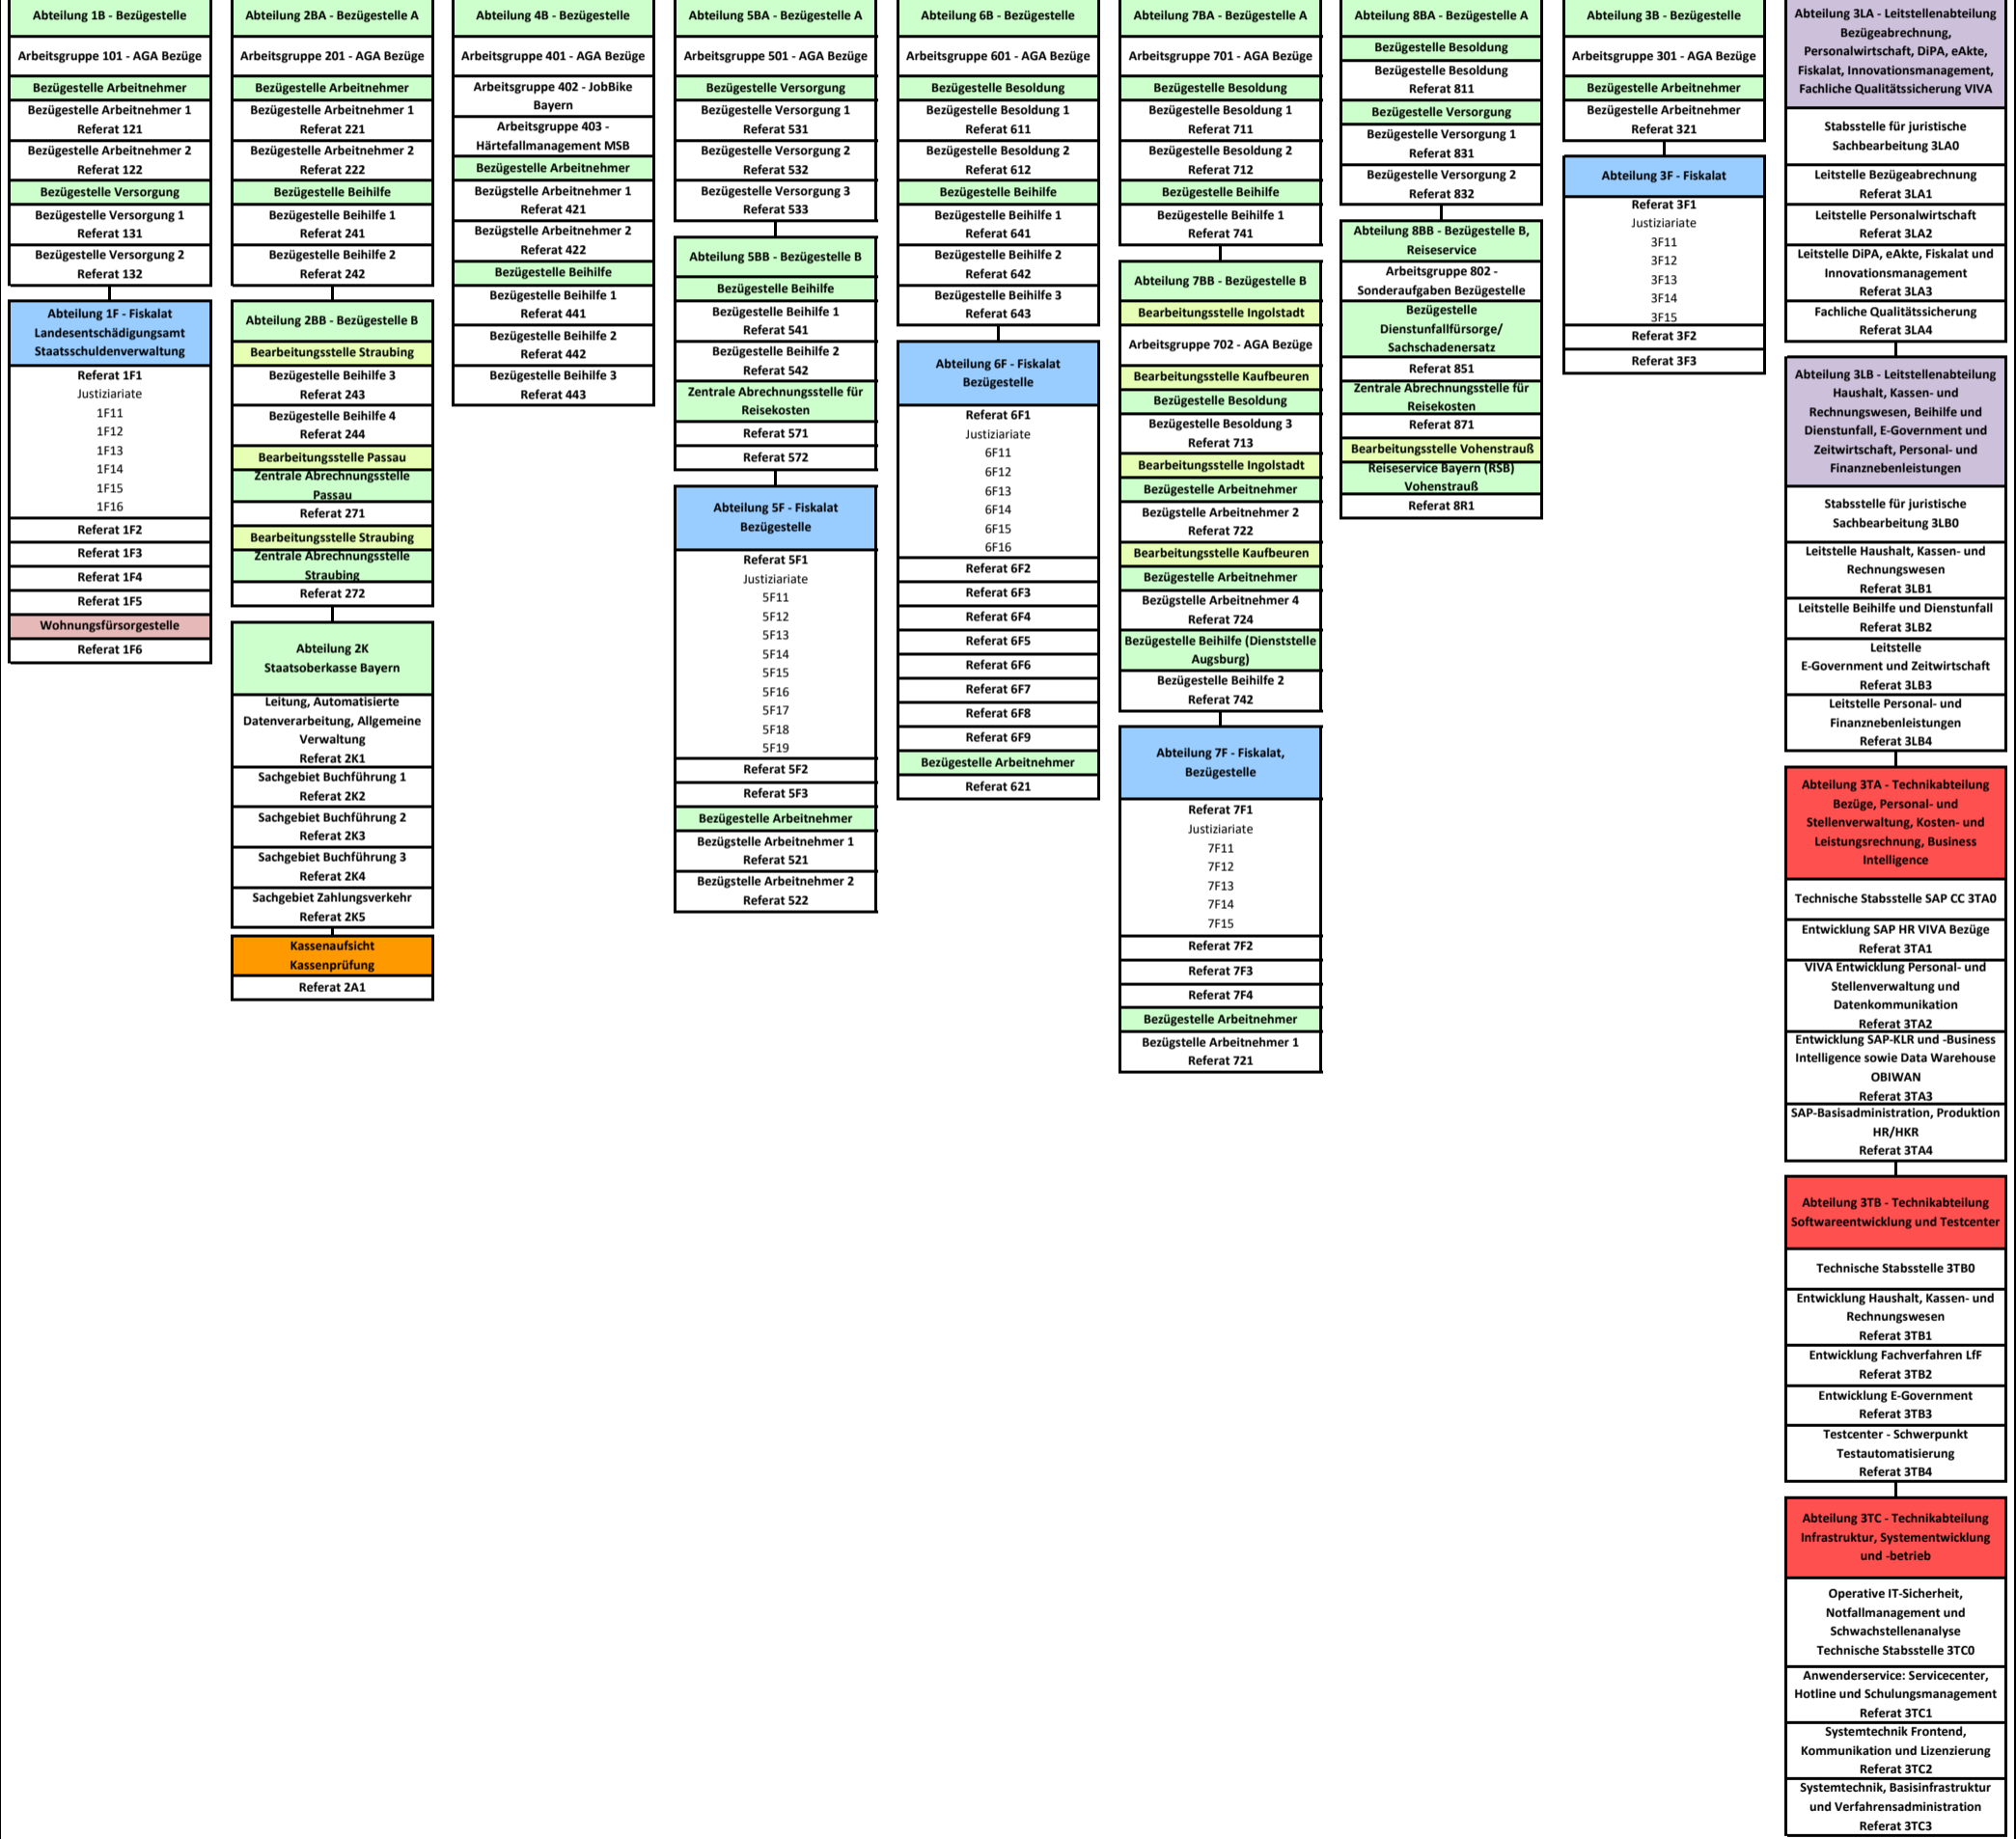 Abteilung 1B - Bezügestelle
Arbeitsgruppe 101 - AGA Bezüge
Bezügestelle Arbeitnehmer
Bezügestelle Arbeitnehmer 1
Referat 121
Bezügestelle Arbeitnehmer 2
Referat 122
Bezügestelle Versorgung
Bezügestelle Versorgung 1
Referat 131
Bezügestelle Versorgung 2
Referat 132
Abteilung 1F - Fiskalat
Landesentschädigungsamt
Staatsschuldenverwaltung
Referat 1F1
Justiziariate
1F11
1F12
1F13
1F14
1F15
1F16
Referat 1F2
Referat 1F3
Referat 1F4
Referat 1F5
Wohnungsfürsorgestelle
Referat 1F6
Abteilung 2BA - Bezügestelle A
Arbeitsgruppe 201 - AGA Bezüge
Bezügestelle Arbeitnehmer
Bezügestelle Arbeitnehmer 1
Referat 221
Bezügestelle Arbeitnehmer 2
Referat 222
Bezügestelle Beihilfe
Bezügestelle Beihilfe 1
Referat 241
Bezügestelle Beihilfe 2
Referat 242
Abteilung 2BB - Bezügestelle B
Bearbeitungsstelle Straubing
Bezügestelle Beihilfe 3
Referat 243
Bezügestelle Beihilfe 4
Referat 244
Bearbeitungsstelle Passau
Zentrale Abrechnungsstelle
Passau
Referat 271
Bearbeitungsstelle Straubing
Zentrale Abrechnungsstelle
Straubing
Referat 272
Abteilung 2K
Staatsoberkasse Bayern
Leitung, Automatisierte
Datenverarbeitung, Allgemeine
Verwaltung
Referat 2K1
Sachgebiet Buchführung 1
Referat 2K2
Sachgebiet Buchführung 2
Referat 2K3
Sachgebiet Buchführung 3
Referat 2K4
Sachgebiet Zahlungsverkehr
Referat 2K5
Kassenaufsicht
Kassenprüfung
Referat 2A1
Abteilung 4B - Bezügestelle
Arbeitsgruppe 401 - AGA Bezüge
Arbeitsgruppe 402 - JobBike
Bayern
Arbeitsgruppe 403 -
Härtefallmanagement MSB
Bezügestelle Arbeitnehmer
Bezügstelle Arbeitnehmer 1
Referat 421
Bezügstelle Arbeitnehmer 2
Referat 422
Bezügestelle Beihilfe
Bezügestelle Beihilfe 1
Referat 441
Bezügestelle Beihilfe 2
Referat 442
Bezügestelle Beihilfe 3
Referat 443
Abteilung 5BA - Bezügestelle A
Arbeitsgruppe 501 - AGA Bezüge
Bezügestelle Versorgung
Bezügestelle Versorgung 1
Referat 531
Bezügestelle Versorgung 2
Referat 532
Bezügestelle Versorgung 3
Referat 533
Abteilung 5BB - Bezügestelle B
Bezügestelle Beihilfe
Bezügestelle Beihilfe 1
Referat 541
Bezügestelle Beihilfe 2
Referat 542
Zentrale Abrechnungsstelle für
Reisekosten
Referat 571
Referat 572
Abteilung 5F - Fiskalat
Bezügestelle
Referat 5F1
Justiziariate
5F11
5F12
5F13
5F14
5F15
5F16
5F17
5F18
5F19
Referat 5F2
Referat 5F3
Bezügestelle Arbeitnehmer
Bezügstelle Arbeitnehmer 1
Referat 521
Bezügstelle Arbeitnehmer 2
Referat 522
Abteilung 6B - Bezügestelle
Arbeitsgruppe 601 - AGA Bezüge
Bezügestelle Besoldung
Bezügestelle Besoldung 1
Referat 611
Bezügestelle Besoldung 2
Referat 612
Bezügestelle Beihilfe
Bezügestelle Beihilfe 1
Referat 641
Bezügestelle Beihilfe 2
Referat 642
Bezügestelle Beihilfe 3
Referat 643
Abteilung 6F - Fiskalat
Bezügestelle
Referat 6F1
Justiziariate
6F11
6F12
6F13
6F14
6F15
6F16
Referat 6F2
Referat 6F3
Referat 6F4
Referat 6F5
Referat 6F6
Referat 6F7
Referat 6F8
Referat 6F9
Bezügestelle Arbeitnehmer
Referat 621
Abteilung 7BA - Bezügestelle A
Arbeitsgruppe 701 - AGA Bezüge
Bezügestelle Besoldung
Bezügestelle Besoldung 1
Referat 711
Bezügestelle Besoldung 2
Referat 712
Bezügestelle Beihilfe
Bezügestelle Beihilfe 1
Referat 741
Abteilung 7BB - Bezügestelle B
Bearbeitungsstelle Ingolstadt
Arbeitsgruppe 702 - AGA Bezüge
Bearbeitungsstelle Kaufbeuren
Bezügestelle Besoldung
Bezügestelle Besoldung 3
Referat 713
Bearbeitungsstelle Ingolstadt
Bezügestelle Arbeitnehmer
Bezügstelle Arbeitnehmer 2
Referat 722
Bearbeitungsstelle Kaufbeuren
Bezügestelle Arbeitnehmer
Bezügstelle Arbeitnehmer 4
Referat 724
Bezügestelle Beihilfe (Dienststelle
Augsburg)
Bezügestelle Beihilfe 2
Referat 742
Abteilung 7F - Fiskalat,
Bezügestelle
Referat 7F1
Justiziariate
7F11
7F12
7F13
7F14
7F15
Referat 7F2
Referat 7F3
Referat 7F4
Bezügestelle Arbeitnehmer
Bezügstelle Arbeitnehmer 1
Referat 721
Abteilung 8BA - Bezügestelle A
Bezügestelle Besoldung
Bezügestelle Besoldung
Referat 811
Bezügestelle Versorgung
Bezügestelle Versorgung 1
Referat 831
Bezügestelle Versorgung 2
Referat 832
Abteilung 8BB - Bezügestelle B,
Reiseservice
Arbeitsgruppe 802 -
Sonderaufgaben Bezügestelle
Bezügestelle
Dienstunfallfürsorge/
Sachschadenersatz
Referat 851
Zentrale Abrechnungsstelle für
Reisekosten
Referat 871
Bearbeitungsstelle Vohenstrauß
Reiseservice Bayern (RSB)
Vohenstrauß
Referat 8R1
Abteilung 3B - Bezügestelle
Arbeitsgruppe 301 - AGA Bezüge
Bezügestelle Arbeitnehmer
Bezügestelle Arbeitnehmer
Referat 321
Abteilung 3F - Fiskalat
Referat 3F1
Justiziariate
3F11
3F12
3F13
3F14
3F15
Referat 3F2
Referat 3F3
Abteilung 3LA - Leitstellenabteilung
Bezügeabrechnung,
Personalwirtschaft, DiPA, eAkte,
Fiskalat, Innovationsmanagement,
Fachliche Qualitätssicherung VIVA
Stabsstelle für juristische
Sachbearbeitung 3LA0
Leitstelle Bezügeabrechnung
Referat 3LA1
Leitstelle Personalwirtschaft
Referat 3LA2
Leitstelle DiPA, eAkte, Fiskalat und
Innovationsmanagement
Referat 3LA3
Fachliche Qualitätssicherung
Referat 3LA4
Abteilung 3LB - Leitstellenabteilung
Haushalt, Kassen- und
Rechnungswesen, Beihilfe und
Dienstunfall, E-Government und
Zeitwirtschaft, Personal- und
Finanznebenleistungen
Stabsstelle für juristische
Sachbearbeitung 3LB0
Leitstelle Haushalt, Kassen- und
Rechnungswesen
Referat 3LB1
Leitstelle Beihilfe und Dienstunfall
Referat 3LB2
Leitstelle
E-Government und Zeitwirtschaft
Referat 3LB3
Leitstelle Personal- und
Finanznebenleistungen
Referat 3LB4
Abteilung 3TA - Technikabteilung
Bezüge, Personal- und
Stellenverwaltung, Kosten- und
Leistungsrechnung, Business
Intelligence
Technische Stabsstelle SAP CC 3TA0
Entwicklung SAP HR VIVA Bezüge
Referat 3TA1
VIVA Entwicklung Personal- und
Stellenverwaltung und
Datenkommunikation
Referat 3TA2
Entwicklung SAP-KLR und -Business
Intelligence sowie Data Warehouse
OBIWAN
Referat 3TA3
SAP-Basisadministration, Produktion
HR/HKR
Referat 3TA4
Abteilung 3TB - Technikabteilung
Softwareentwicklung und Testcenter
Technische Stabsstelle 3TB0
Entwicklung Haushalt, Kassen- und
Rechnungswesen
Referat 3TB1
Entwicklung Fachverfahren LfF
Referat 3TB2
Entwicklung E-Government
Referat 3TB3
Testcenter - Schwerpunkt
Testautomatisierung
Referat 3TB4
Abteilung 3TC - Technikabteilung
Infrastruktur, Systementwicklung
und -betrieb
Operative IT-Sicherheit,
Notfallmanagement und
Schwachstellenanalyse
Technische Stabsstelle 3TC0
Anwenderservice: Servicecenter,
Hotline und Schulungsmanagement
Referat 3TC1
Systemtechnik Frontend,
Kommunikation und Lizenzierung
Referat 3TC2
Systemtechnik, Basisinfrastruktur
und Verfahrensadministration
Referat 3TC3